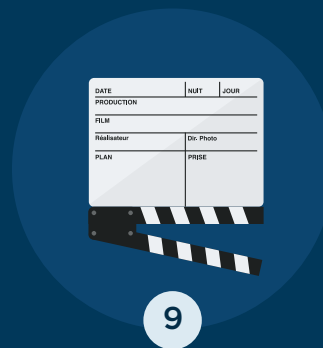 DATE NUIT JOUR
PRODUCTION
FILM
Réalisateur Dir. Photo
PLAN PRISE
9